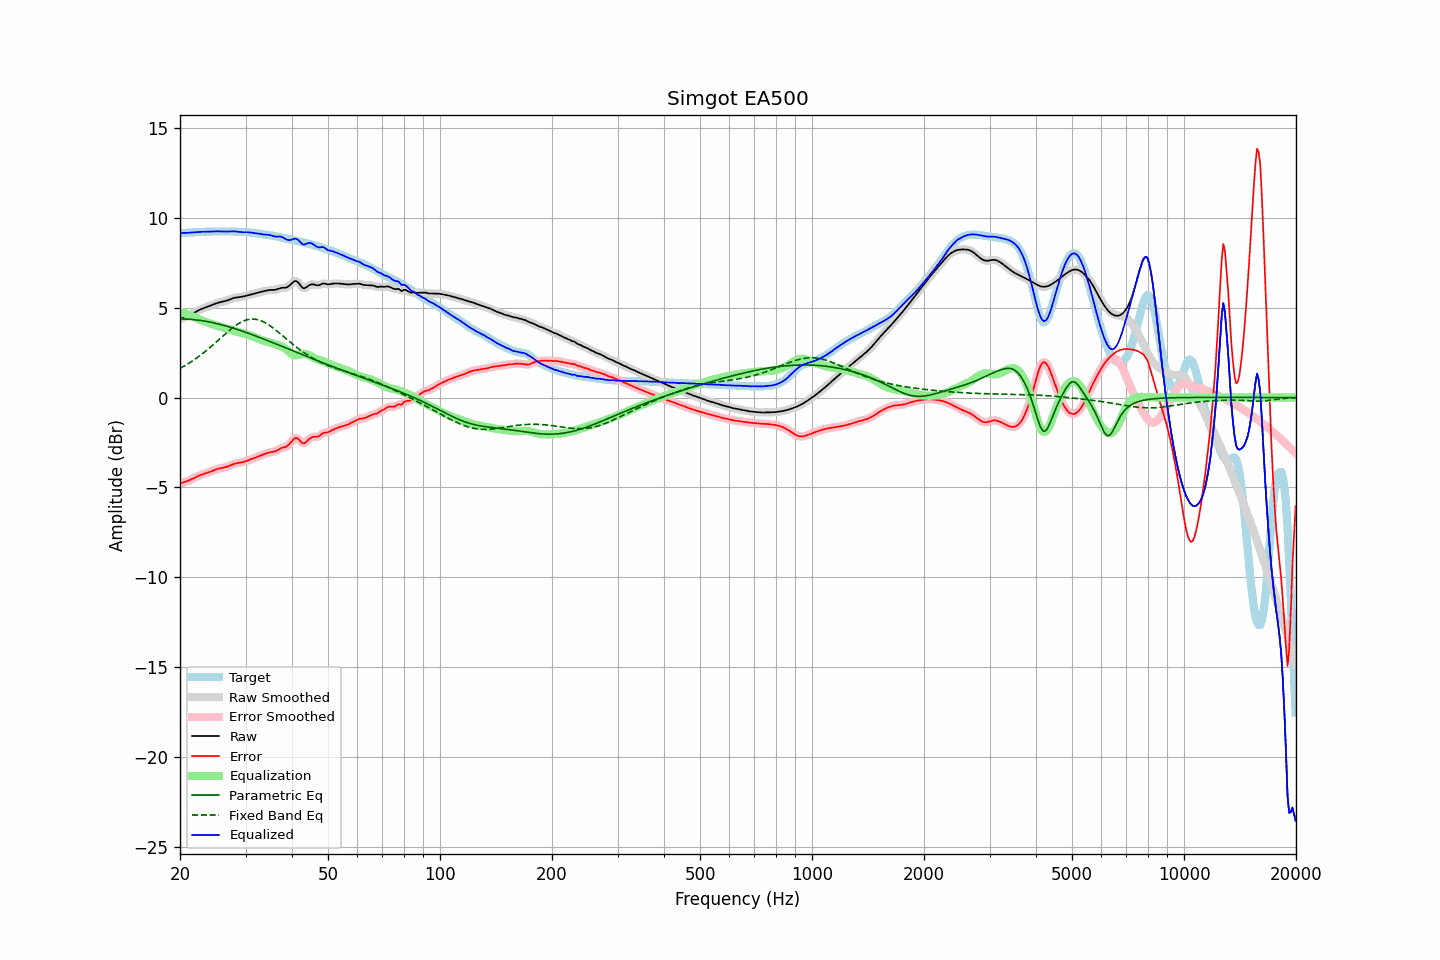 Simgot EA500
15
10
5
0
−5
−10
−15
−20
−25
Amplitude (dBr)
Target
Raw Smoothed
Error Smoothed
Raw
Error
Equalization
Parametric Eq
Fixed Band Eq
Equalized
20 50 100 200 500 1000 2000 5000 10000 20000
Frequency (Hz)